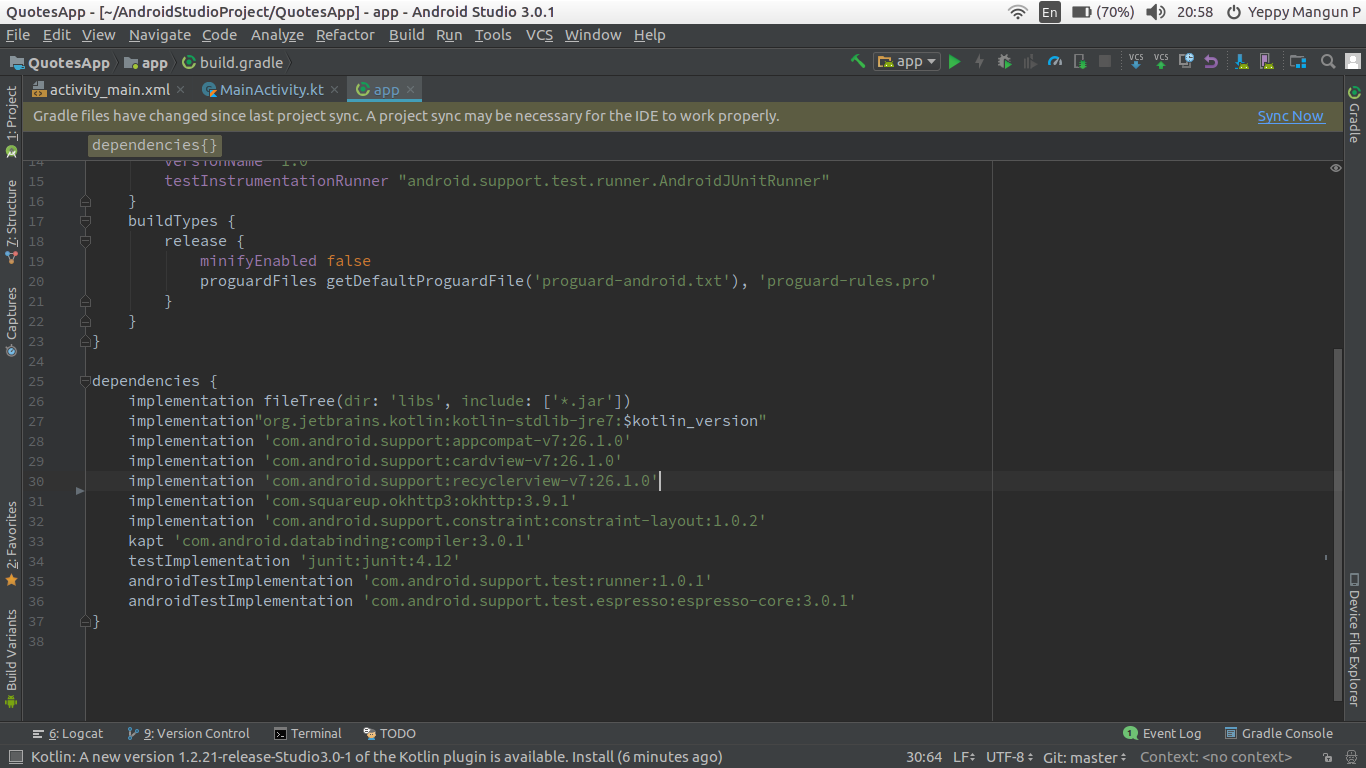 QuotesApp - [~/AndroidStudioProject/QuotesApp] - app - Android Studio 3.0.1 En (70%) 20:58 Yeppy Mangun P
File Edit View Navigate Code Analyze Refactor Build Run Tools VCS Window Help
QuotesApp app build.gradle app VCS VCS
activity_main.xml MainActivity.kt app
Gradle files have changed since last project sync. A project sync may be necessary for the IDE to work properly. Sync Now
dependencies{}
14 versionName "1.0"
15 testInstrumentationRunner "android.support.test.runner.AndroidJUnitRunner"
16 }
17 buildTypes {
18 release {
19 minifyEnabled false
20 proguardFiles getDefaultProguardFile('proguard-android.txt'), 'proguard-rules.pro'
21 }
22 }
23 }
24
25 dependencies {
26 implementation fileTree(dir: 'libs', include: ['*.jar'])
27 implementation"org.jetbrains.kotlin:kotlin-stdlib-jre7:$kotlin_version"
28 implementation 'com.android.support:appcompat-v7:26.1.0'
29 implementation 'com.android.support:cardview-v7:26.1.0'
30 implementation 'com.android.support:recyclerview-v7:26.1.0'
31 implementation 'com.squareup.okhttp3:okhttp:3.9.1'
32 implementation 'com.android.support.constraint:constraint-layout:1.0.2'
33 kapt 'com.android.databinding:compiler:3.0.1'
34 testImplementation 'junit:junit:4.12'
35 androidTestImplementation 'com.android.support.test:runner:1.0.1'
36 androidTestImplementation 'com.android.support.test.espresso:espresso-core:3.0.1'
37 }
38
1: Project
7: Structure
Captures
2: Favorites
Build Variants
Gradle
Device File Explorer
6: Logcat 9: Version Control Terminal TODO 1 Event Log Gradle Console
Kotlin: A new version 1.2.21-release-Studio3.0-1 of the Kotlin plugin is available. Install (6 minutes ago) 30:64 LF UTF-8 Git: master Context: <no context>